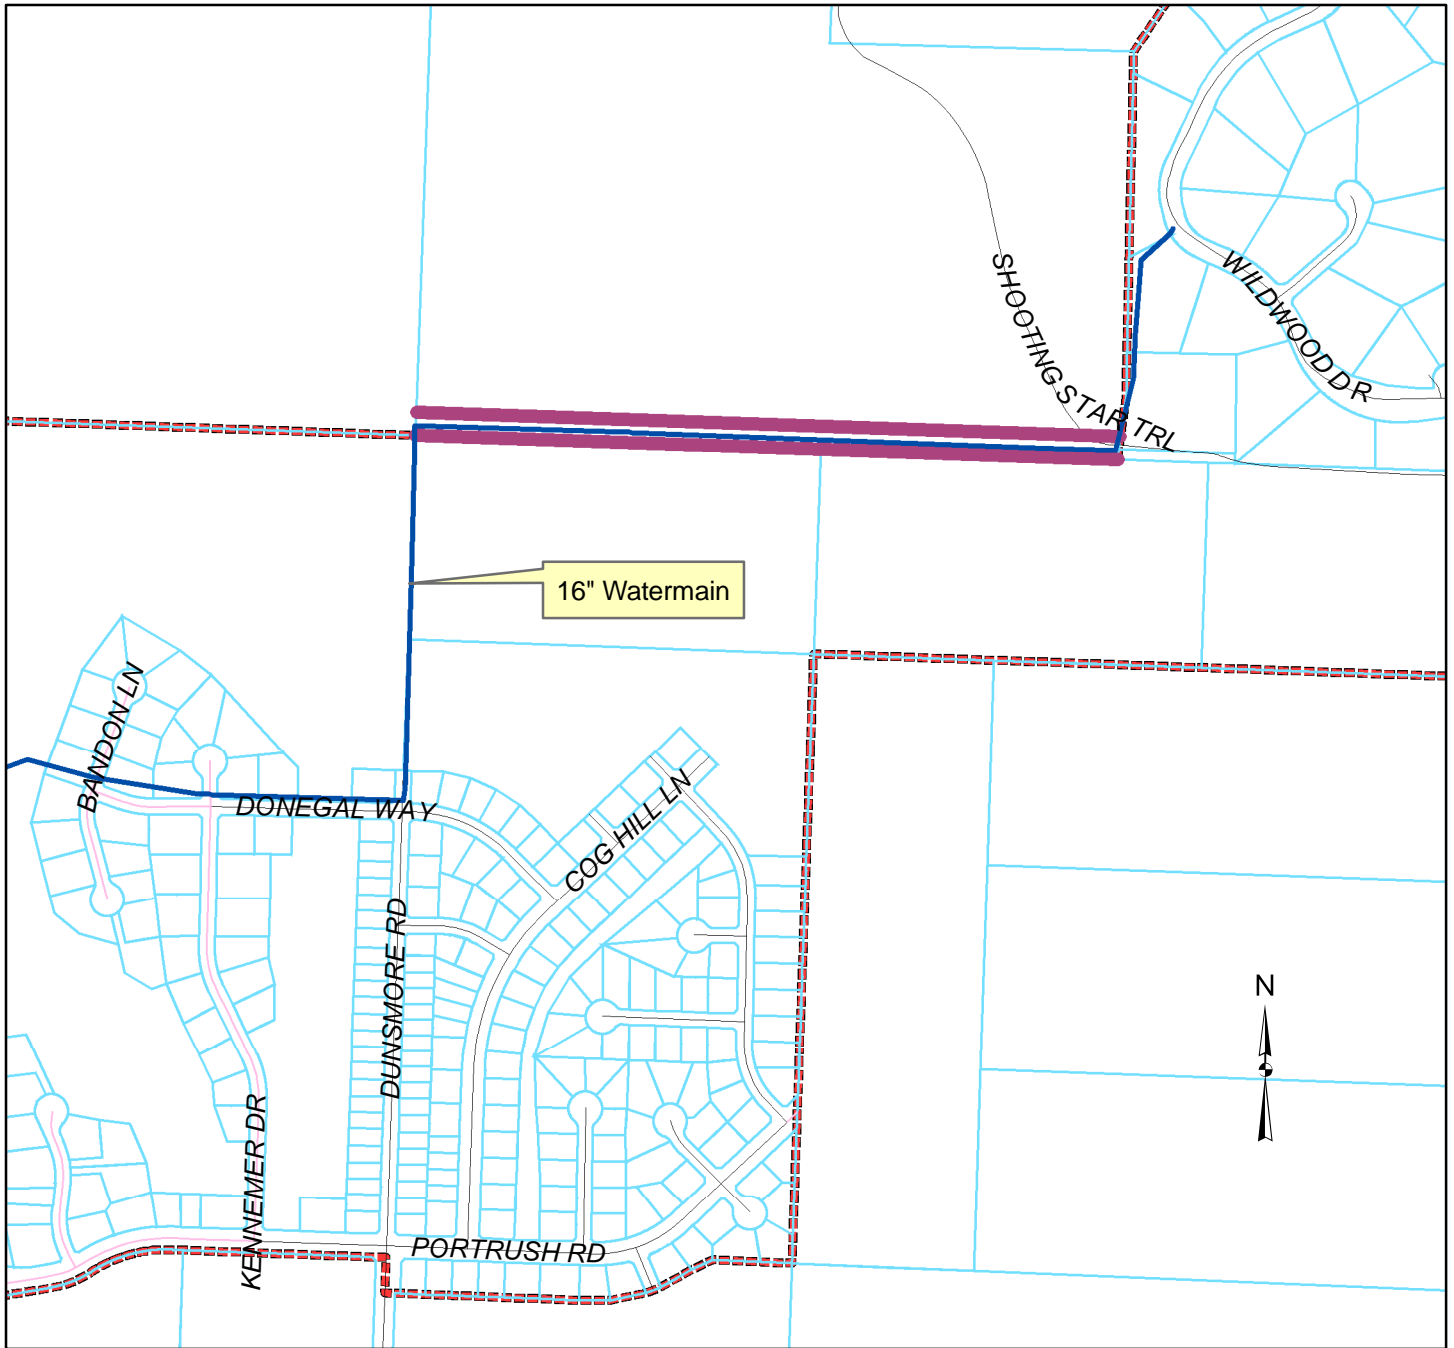 SHOOTING STAR TRL
WILDWOOD DR
16" Watermain
BANDON LN
DONEGAL WAY
COG HILL LN
DUNSMORE RD
N
KENNEMER DR
PORTRUSH RD